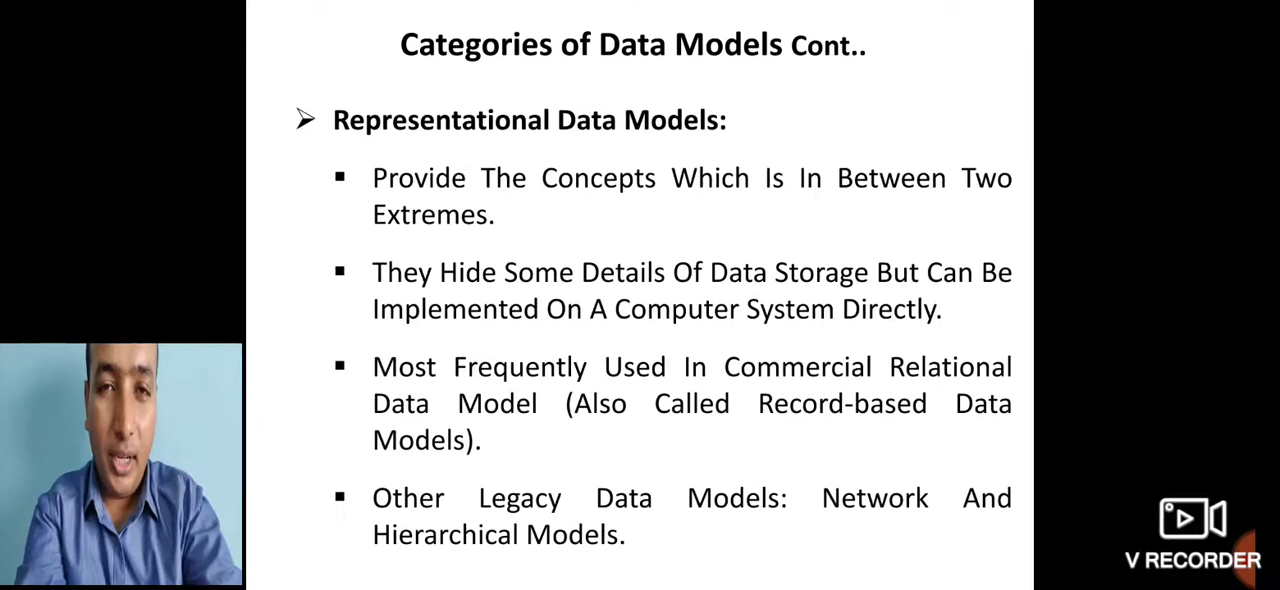 Categories of Data Models Cont..
Representational Data Models:
Provide The Concepts Which Is In Between Two
Extremes.
They Hide Some Details Of Data Storage But Can Be
Implemented On A Computer System Directly.
Most Frequently Used In Commercial Relational
Data Model (Also Called Record-based Data
Models).
Other Legacy Data Models: Network And
Hierarchical Models.
V RECORDER